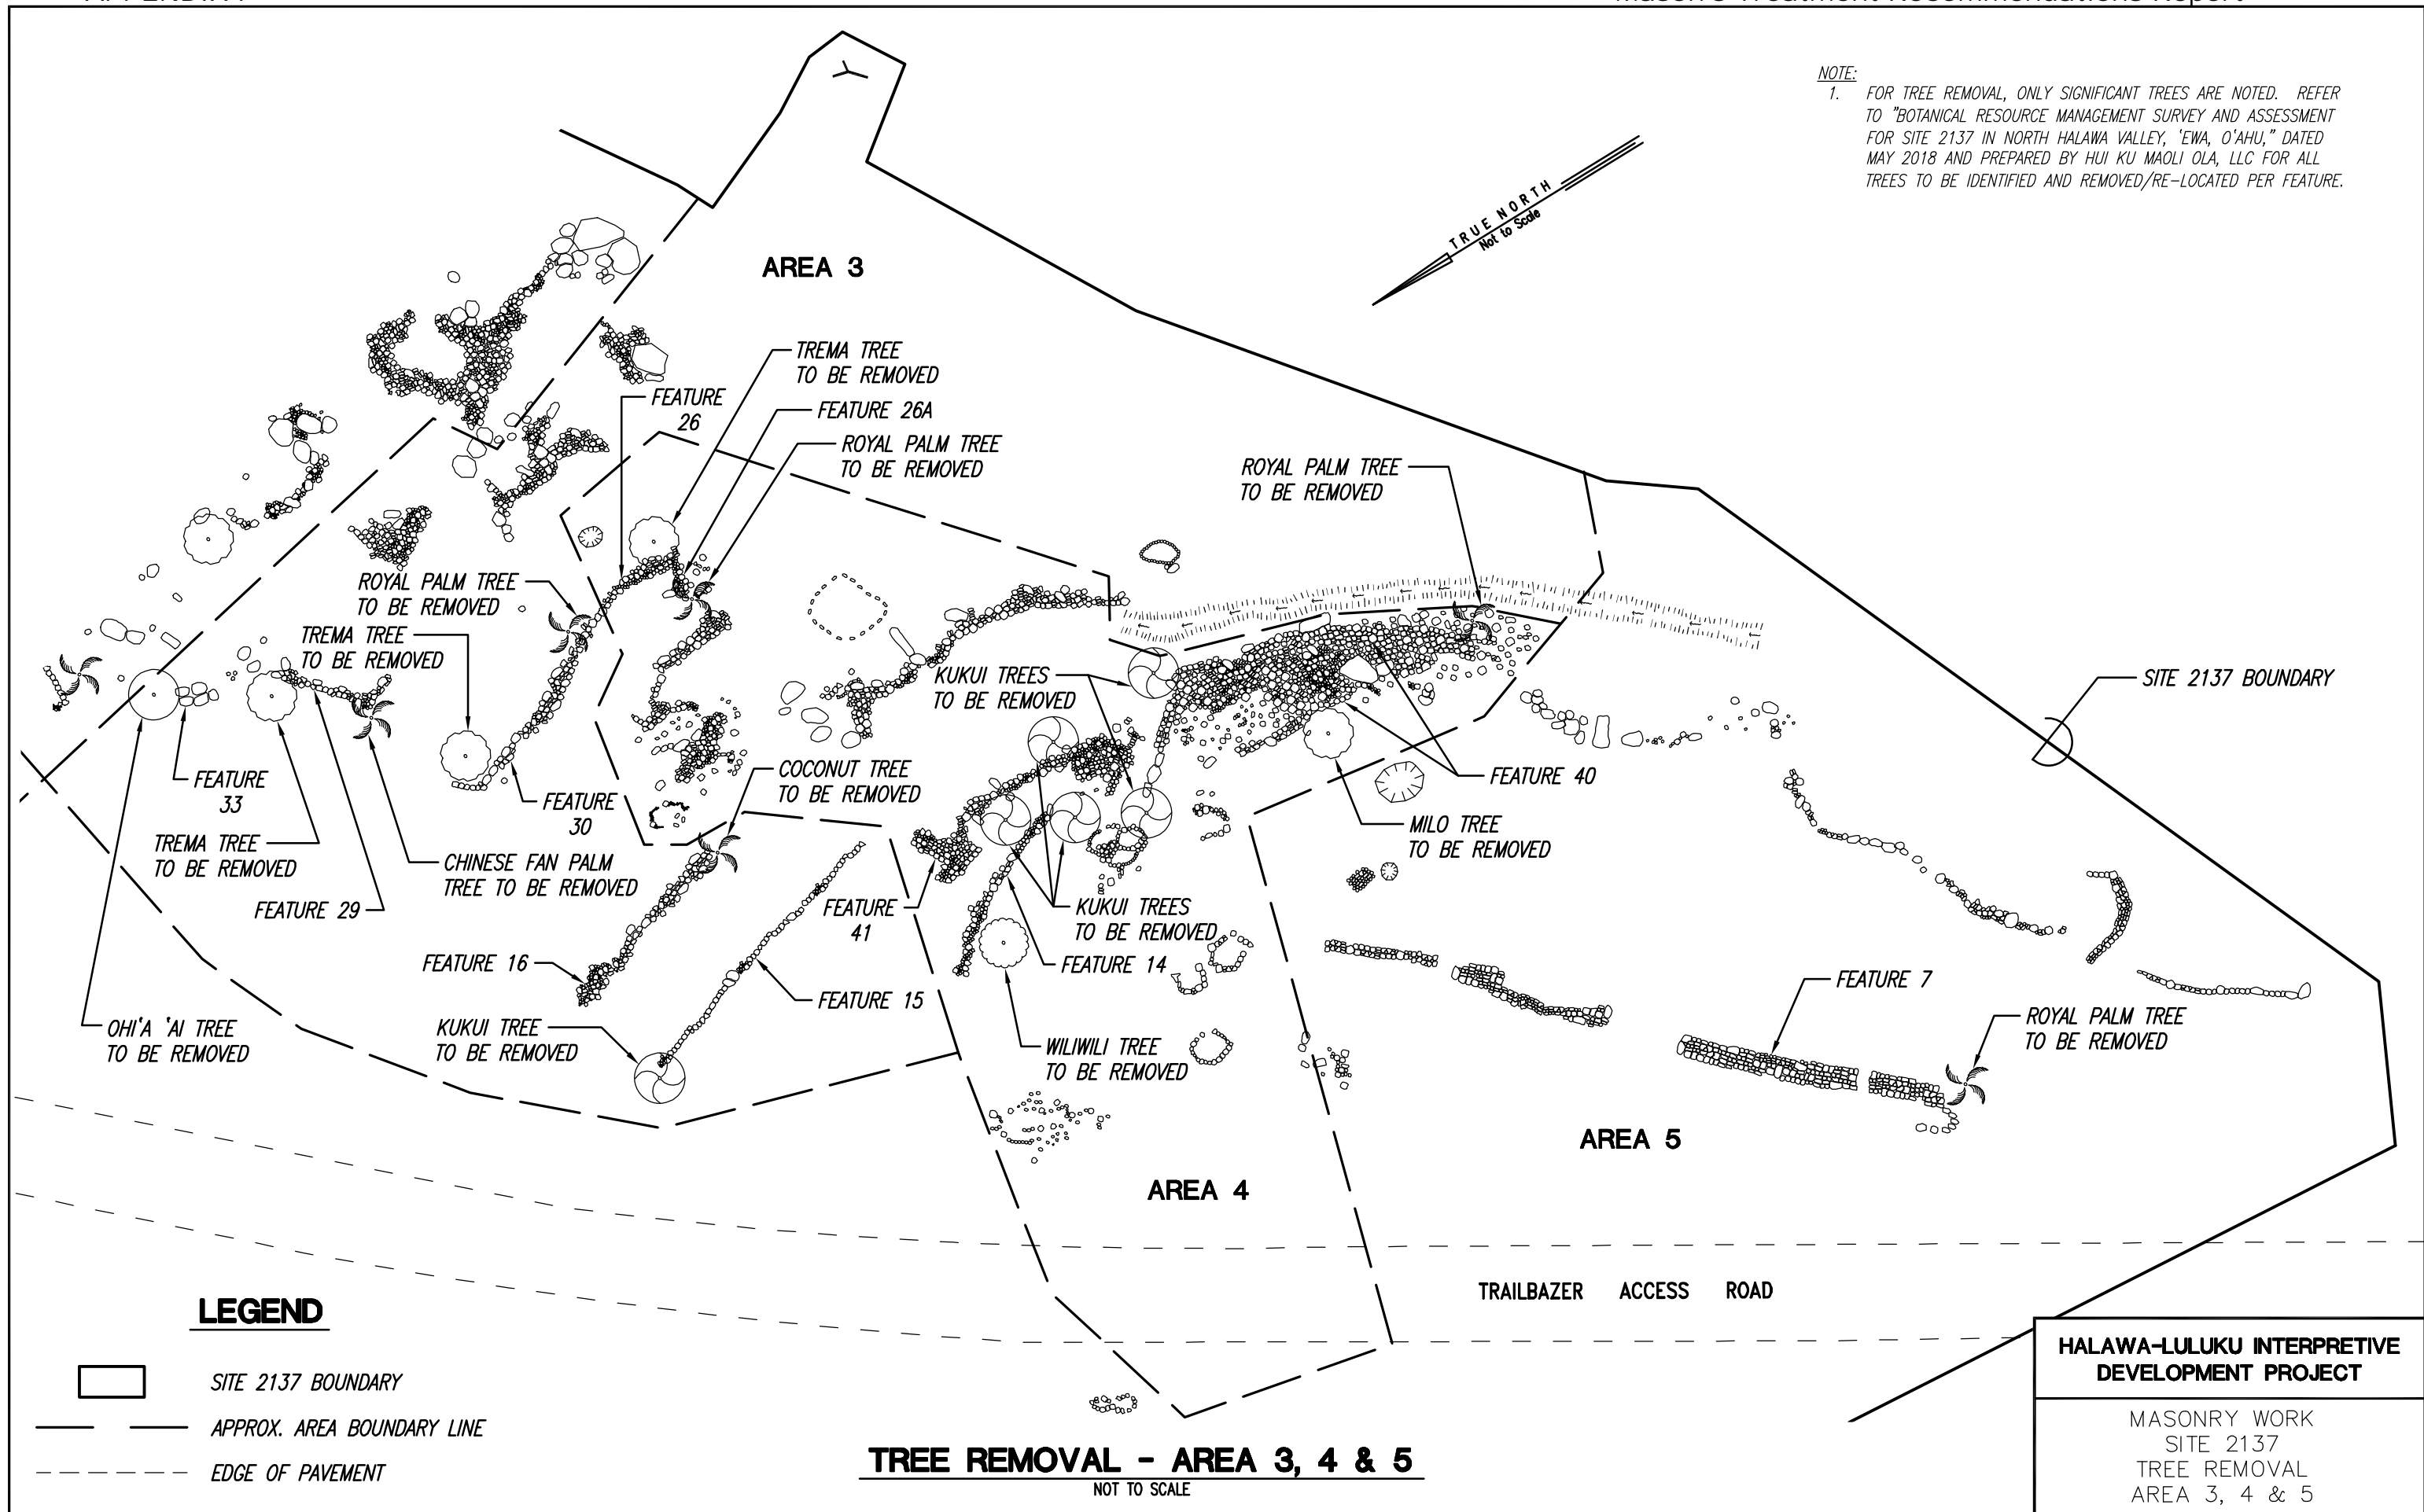 NOTE:
1. FOR TREE REMOVAL, ONLY SIGNIFICANT TREES ARE NOTED. REFER
TO "BOTANICAL RESOURCE MANAGEMENT SURVEY AND ASSESSMENT
FOR SITE 2137 IN NORTH HALAWA VALLEY, ʻEWA, OʻAHU," DATED
MAY 2018 AND PREPARED BY HUI KU MAOLI OLA, LLC FOR ALL
TREES TO BE IDENTIFIED AND REMOVED/RE-LOCATED PER FEATURE.
TRUE NORTH
Not to Scale
AREA 3
TREMA TREE
TO BE REMOVED
FEATURE
26
FEATURE 26A
ROYAL PALM TREE
TO BE REMOVED
ROYAL PALM TREE
TO BE REMOVED
ROYAL PALM TREE
TO BE REMOVED
TREMA TREE
TO BE REMOVED
KUKUI TREES
TO BE REMOVED
SITE 2137 BOUNDARY
FEATURE
33
FEATURE
30
COCONUT TREE
TO BE REMOVED
FEATURE 40
TREMA TREE
TO BE REMOVED
CHINESE FAN PALM
TREE TO BE REMOVED
MILO TREE
TO BE REMOVED
FEATURE 29
FEATURE
41
KUKUI TREES
TO BE REMOVED
FEATURE 16
FEATURE 14
FEATURE 15
FEATURE 7
OHIʻA ʻAI TREE
TO BE REMOVED
KUKUI TREE
TO BE REMOVED
WILIWILI TREE
TO BE REMOVED
ROYAL PALM TREE
TO BE REMOVED
AREA 5
AREA 4
TRAILBAZER ACCESS ROAD
LEGEND
SITE 2137 BOUNDARY
APPROX. AREA BOUNDARY LINE
EDGE OF PAVEMENT
TREE REMOVAL - AREA 3, 4 & 5
NOT TO SCALE
HALAWA-LULUKU INTERPRETIVE
DEVELOPMENT PROJECT
MASONRY WORK
SITE 2137
TREE REMOVAL
AREA 3, 4 & 5